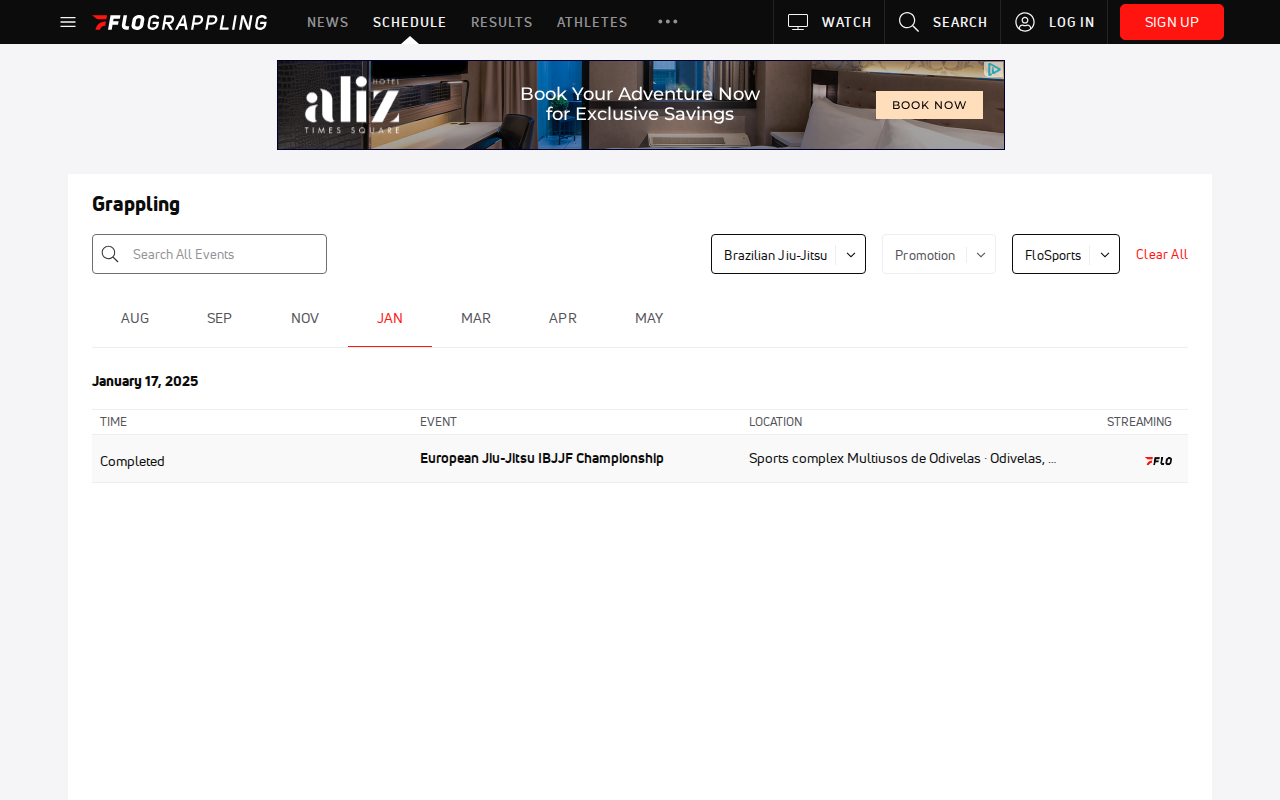 FLOGRAPPLING
NEWS
SCHEDULE
RESULTS
ATHLETES
WATCH
SEARCH
LOG IN
SIGN UP
aliz
HOTEL
TIMES SQUARE
Book Your Adventure Now
for Exclusive Savings
BOOK NOW
Grappling
Search All Events
Brazilian Jiu-Jitsu
Promotion
FloSports
Clear All
AUG
SEP
NOV
JAN
MAR
APR
MAY
January 17, 2025
TIME
EVENT
LOCATION
STREAMING
Completed
European Jiu-Jitsu IBJJF Championship
Sports complex Multiusos de Odivelas · Odivelas, ...
FLO